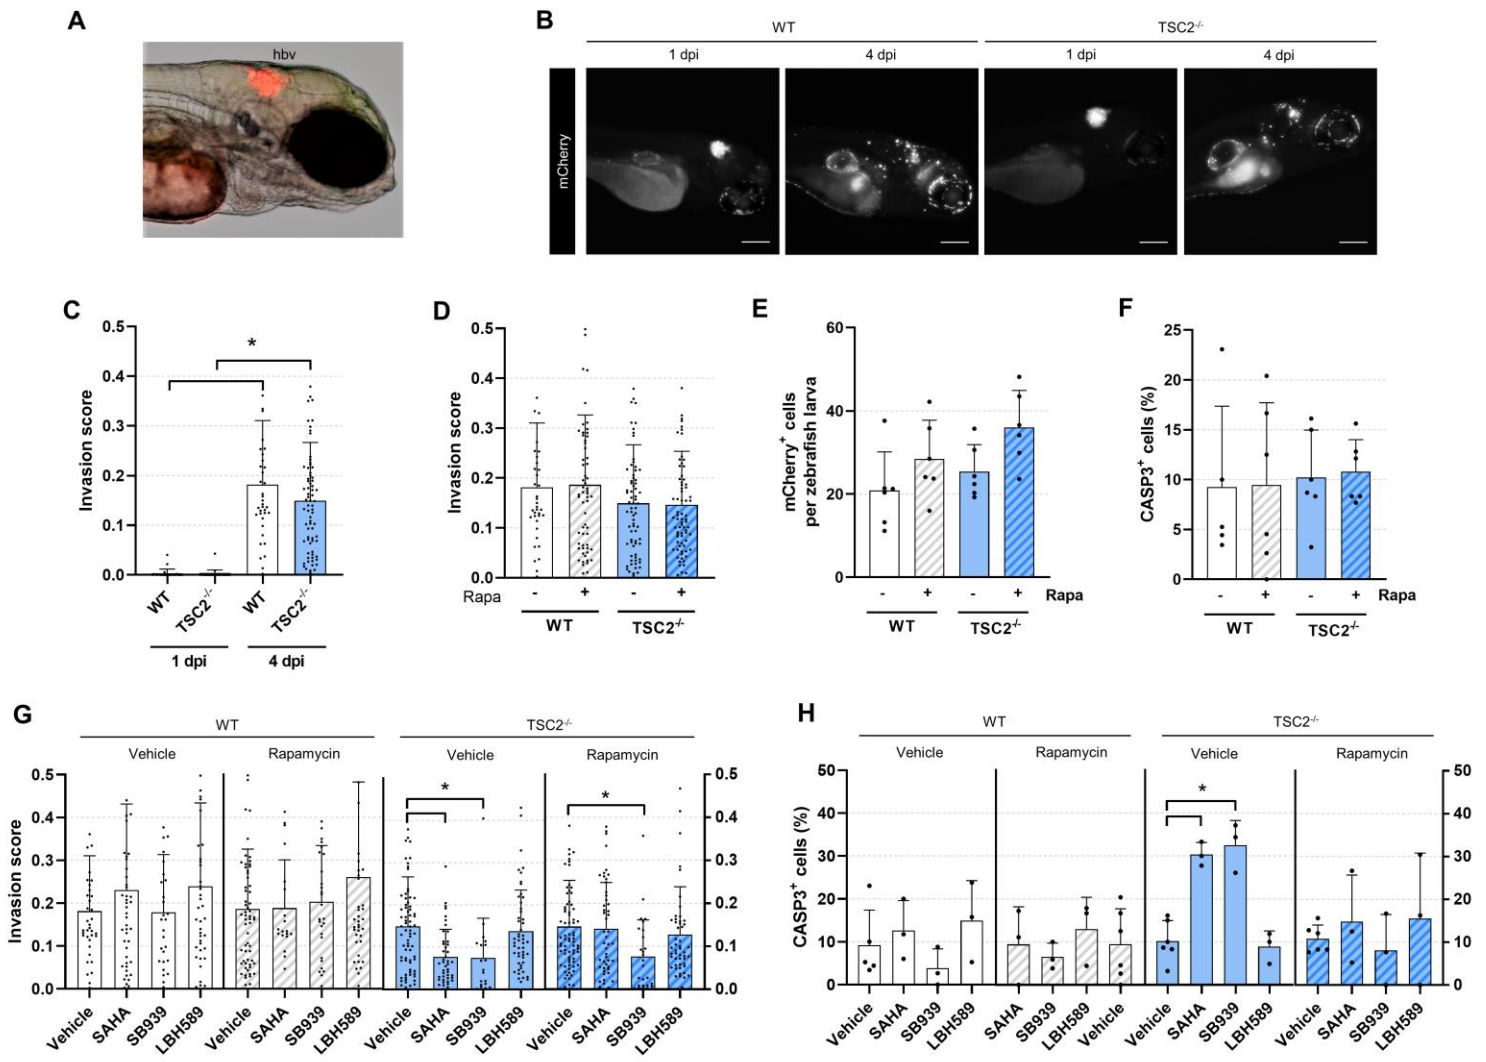 A
hbv
B
WT
TSC2-/-
1 dpi
4 dpi
1 dpi
4 dpi
mCherry
C
Invasion score
0.5
0.4
0.3
0.2
0.1
0.0
*
WT
TSC2-/-
WT
TSC2-/-
1 dpi
4 dpi
D
Invasion score
0.5
0.4
0.3
0.2
0.1
0.0
Rapa
-
+
-
+
WT
TSC2-/-
E
mCherry+ cells
per zebrafish larva
60
40
20
0
-
+
-
+
Rapa
WT
TSC2-/-
F
CASP3+ cells (%)
25
20
15
10
5
0
-
+
-
+
Rapa
WT
TSC2-/-
G
WT
TSC2-/-
Vehicle
Rapamycin
Vehicle
Rapamycin
Invasion score
0.5
0.4
0.3
0.2
0.1
0.0
*
*
0.5
0.4
0.3
0.2
0.1
0.0
Vehicle
SAHA
SB939
LBH589
Vehicle
SAHA
SB939
LBH589
Vehicle
SAHA
SB939
LBH589
Vehicle
SAHA
SB939
LBH589
H
WT
TSC2-/-
Vehicle
Rapamycin
Vehicle
Rapamycin
CASP3+ cells (%)
50
40
30
20
10
0
*
50
40
30
20
10
0
Vehicle
SAHA
SB939
LBH589
SAHA
SB939
LBH589
Vehicle
Vehicle
SAHA
SB939
LBH589
Vehicle
SAHA
SB939
LBH589